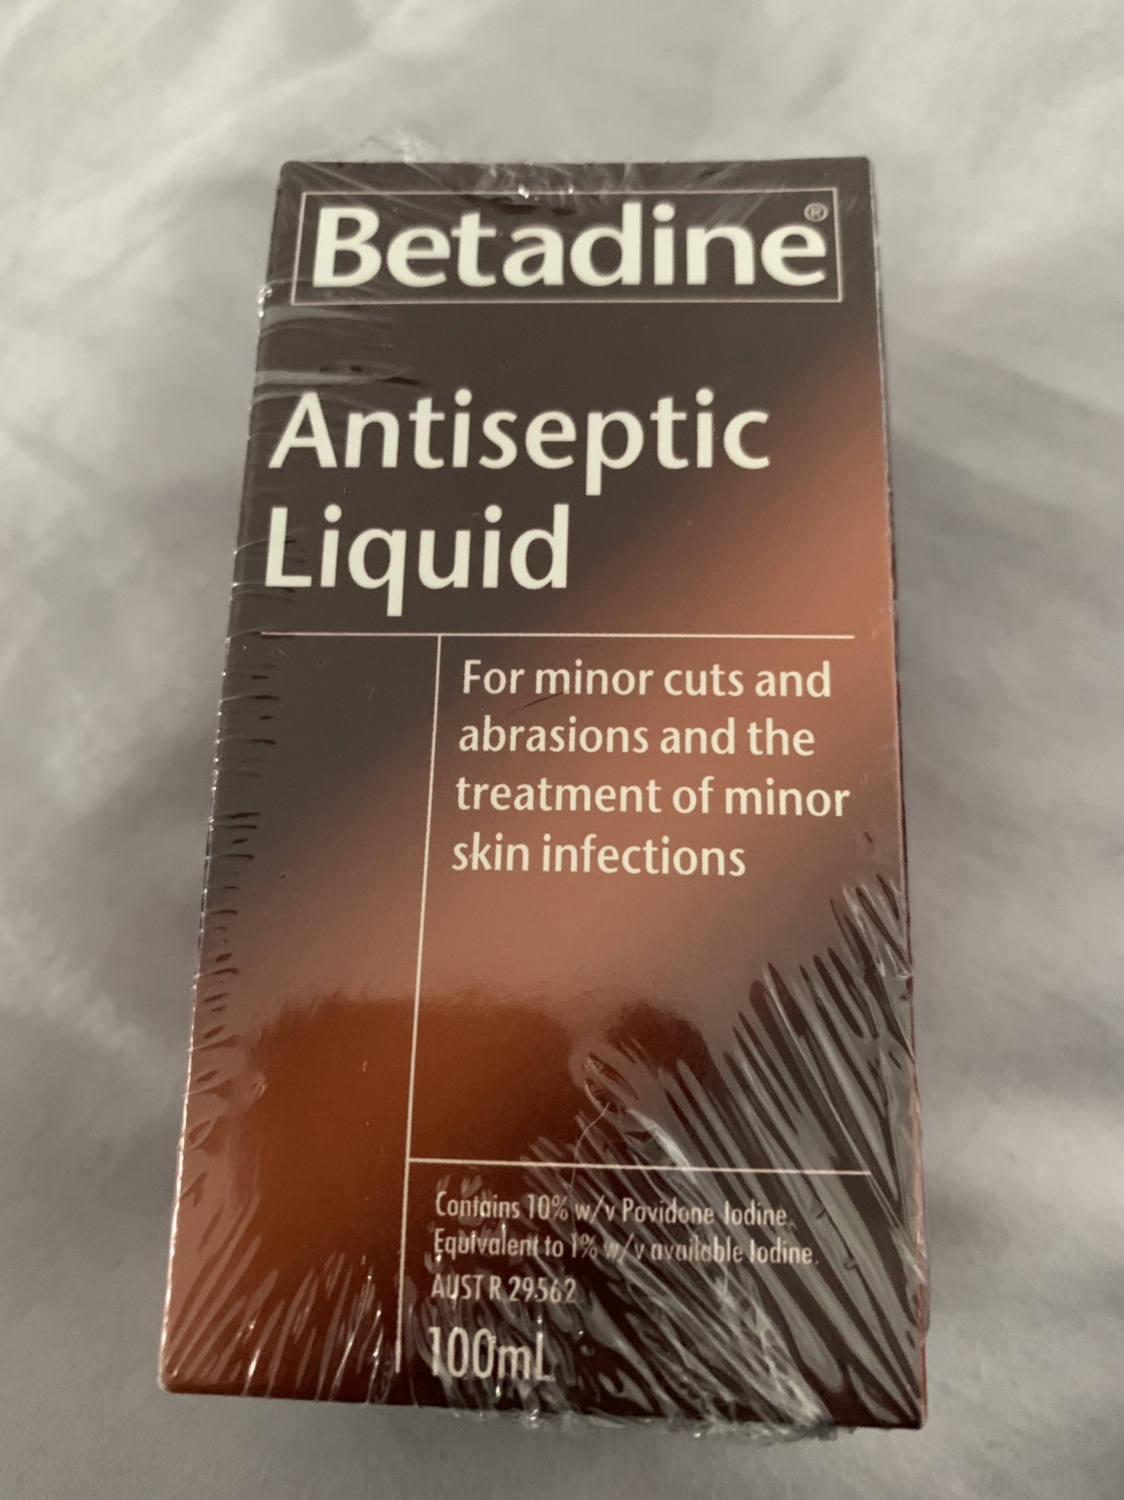 Betadine®
Antiseptic
Liquid
For minor cuts and
abrasions and the
treatment of minor
skin infections
Contains 10% w/v Povidone Iodine.
Equivalent to 1% w/v available Iodine.
AUST R 29562
100mL